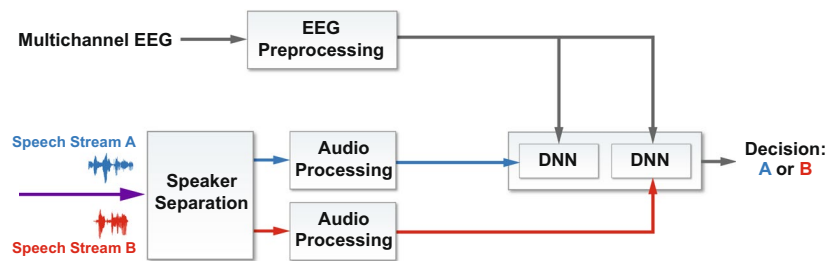 Multichannel EEG
EEG
Preprocessing
Speech Stream A
Speech Stream B
Speaker
Separation
Audio
Processing
Audio
Processing
DNN
DNN
Decision:
A or B